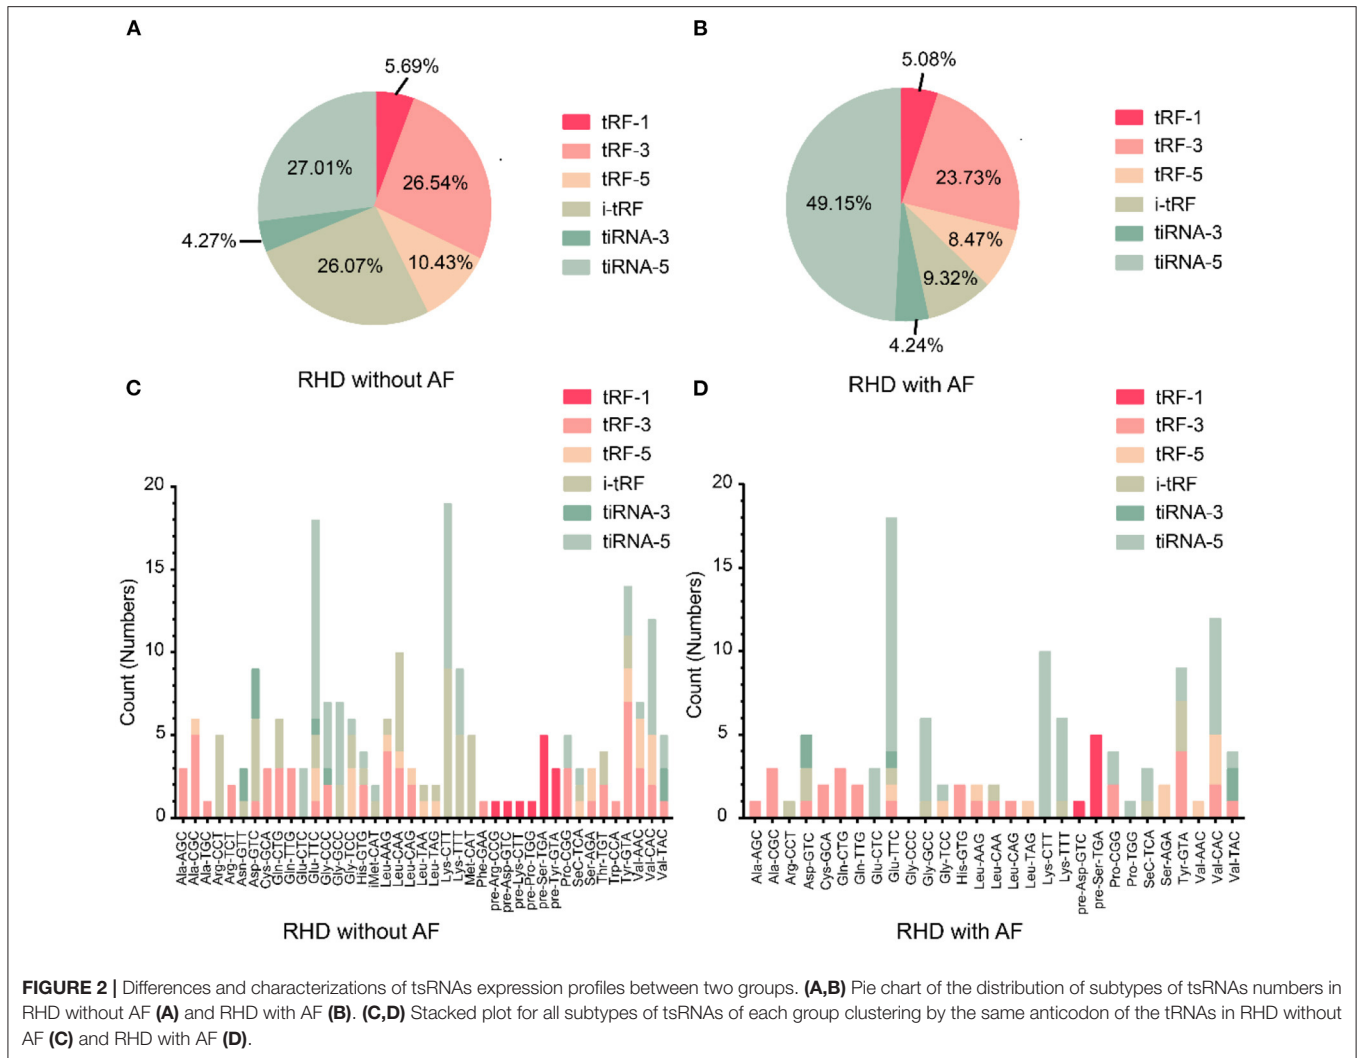 A
5.69%
26.54%
10.43%
26.07%
4.27%
27.01%
tRF-1
tRF-3
tRF-5
i-tRF
tiRNA-3
tiRNA-5
RHD without AF
B
5.08%
23.73%
8.47%
9.32%
4.24%
49.15%
tRF-1
tRF-3
tRF-5
i-tRF
tiRNA-3
tiRNA-5
RHD with AF
C
tRF-1
tRF-3
tRF-5
i-tRF
tiRNA-3
tiRNA-5
Count (Numbers)
20
15
10
5
0
Ala-AGC
Ala-CGC
Ala-TGC
Arg-CCT
Arg-TCT
Asn-GTT
Asp-GTC
Cys-GCA
Gln-CTG
Gln-TTG
Glu-CTC
Glu-TTC
Gly-CCC
Gly-GCC
Gly-TCC
His-GTG
iMet-CAT
Leu-AAG
Leu-CAA
Leu-CAG
Leu-TAA
Leu-TAG
Lys-CTT
Lys-TTT
Met-CAT
Phe-GAA
pre-Arg-CCG
pre-Asp-GTC
pre-Lys-CTT
pre-Pro-TGG
pre-Ser-TGA
pre-Tyr-GTA
Pro-CGG
SeC-TCA
Ser-AGA
Thr-TGT
Trp-CCA
Tyr-GTA
Val-AAC
Val-CAC
Val-TAC
RHD without AF
D
tRF-1
tRF-3
tRF-5
i-tRF
tiRNA-3
tiRNA-5
Count (Numbers)
20
15
10
5
0
Ala-AGC
Ala-CGC
Arg-CCT
Asp-GTC
Cys-GCA
Gln-CTG
Gln-TTG
Glu-CTC
Glu-TTC
Gly-CCC
Gly-GCC
Gly-TCC
His-GTG
Leu-AAG
Leu-CAA
Leu-CAG
Leu-TAG
Lys-CTT
Lys-TTT
pre-Asp-GTC
pre-Ser-TGA
Pro-CGG
Pro-TGG
SeC-TCA
Ser-AGA
Tyr-GTA
Val-AAC
Val-CAC
Val-TAC
RHD with AF
FIGURE 2 | Differences and characterizations of tsRNAs expression profiles between two groups. (A,B) Pie chart of the distribution of subtypes of tsRNAs numbers in
RHD without AF (A) and RHD with AF (B). (C,D) Stacked plot for all subtypes of tsRNAs of each group clustering by the same anticodon of the tRNAs in RHD without
AF (C) and RHD with AF (D).